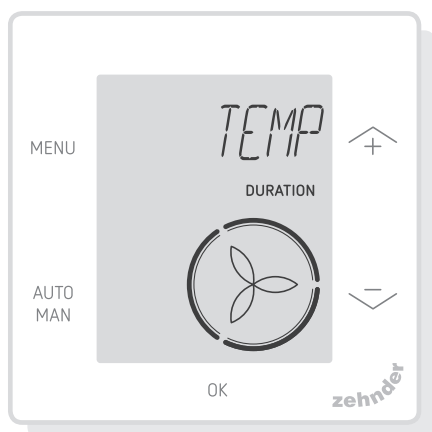 TEMP
MENU
+
DURATION
AUTO
MAN
−
OK
zehnder